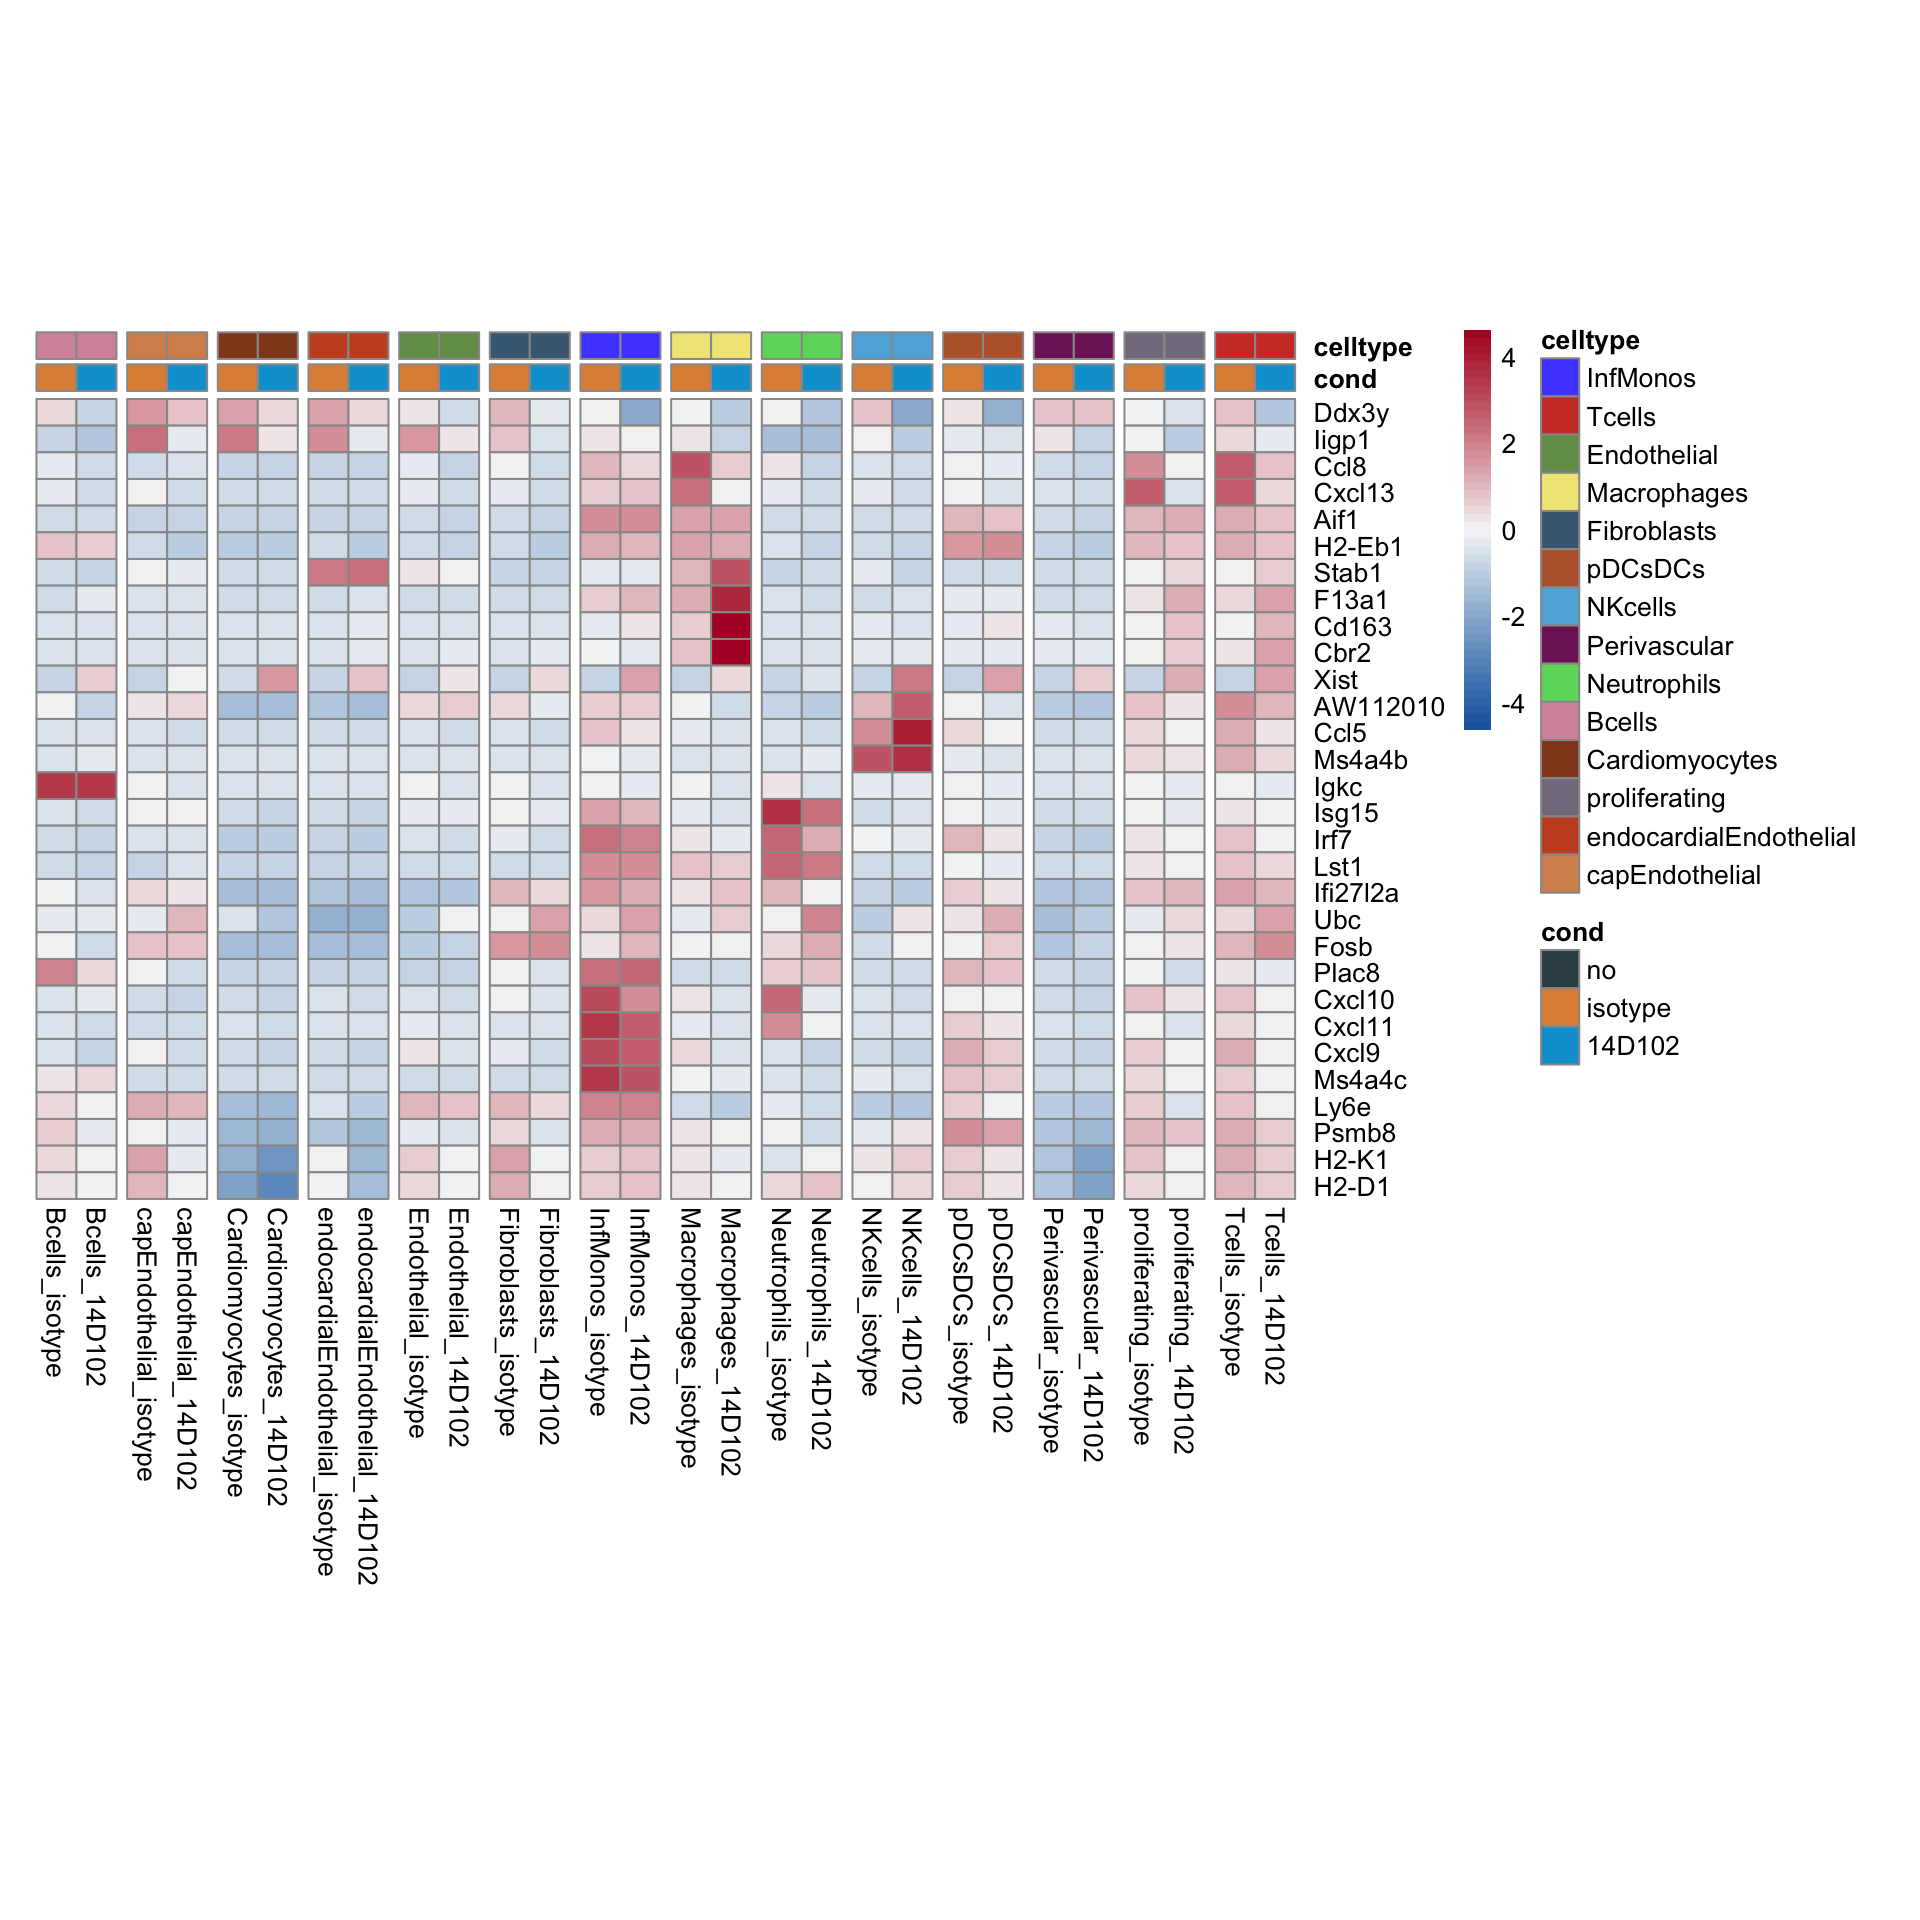 celltype
cond
Ddx3y
Iigp1
Ccl8
Cxcl13
Aif1
H2-Eb1
Stab1
F13a1
Cd163
Cbr2
Xist
AW112010
Ccl5
Ms4a4b
Igkc
Isg15
Irf7
Lst1
Ifi27l2a
Ubc
Fosb
Plac8
Cxcl10
Cxcl11
Cxcl9
Ms4a4c
Ly6e
Psmb8
H2-K1
H2-D1
Bcells_isotype
Bcells_14D102
capEndothelial_isotype
capEndothelial_14D102
Cardiomyocytes_isotype
Cardiomyocytes_14D102
endocardialEndothelial_isotype
endocardialEndothelial_14D102
Endothelial_isotype
Endothelial_14D102
Fibroblasts_isotype
Fibroblasts_14D102
InfMonos_isotype
InfMonos_14D102
Macrophages_isotype
Macrophages_14D102
Neutrophils_isotype
Neutrophils_14D102
NKcells_isotype
NKcells_14D102
pDCsDCs_isotype
pDCsDCs_14D102
Perivascular_isotype
Perivascular_14D102
proliferating_isotype
proliferating_14D102
Tcells_isotype
Tcells_14D102
4
2
0
-2
-4
celltype
InfMonos
Tcells
Endothelial
Macrophages
Fibroblasts
pDCsDCs
NKcells
Perivascular
Neutrophils
Bcells
Cardiomyocytes
proliferating
endocardialEndothelial
capEndothelial
cond
no
isotype
14D102